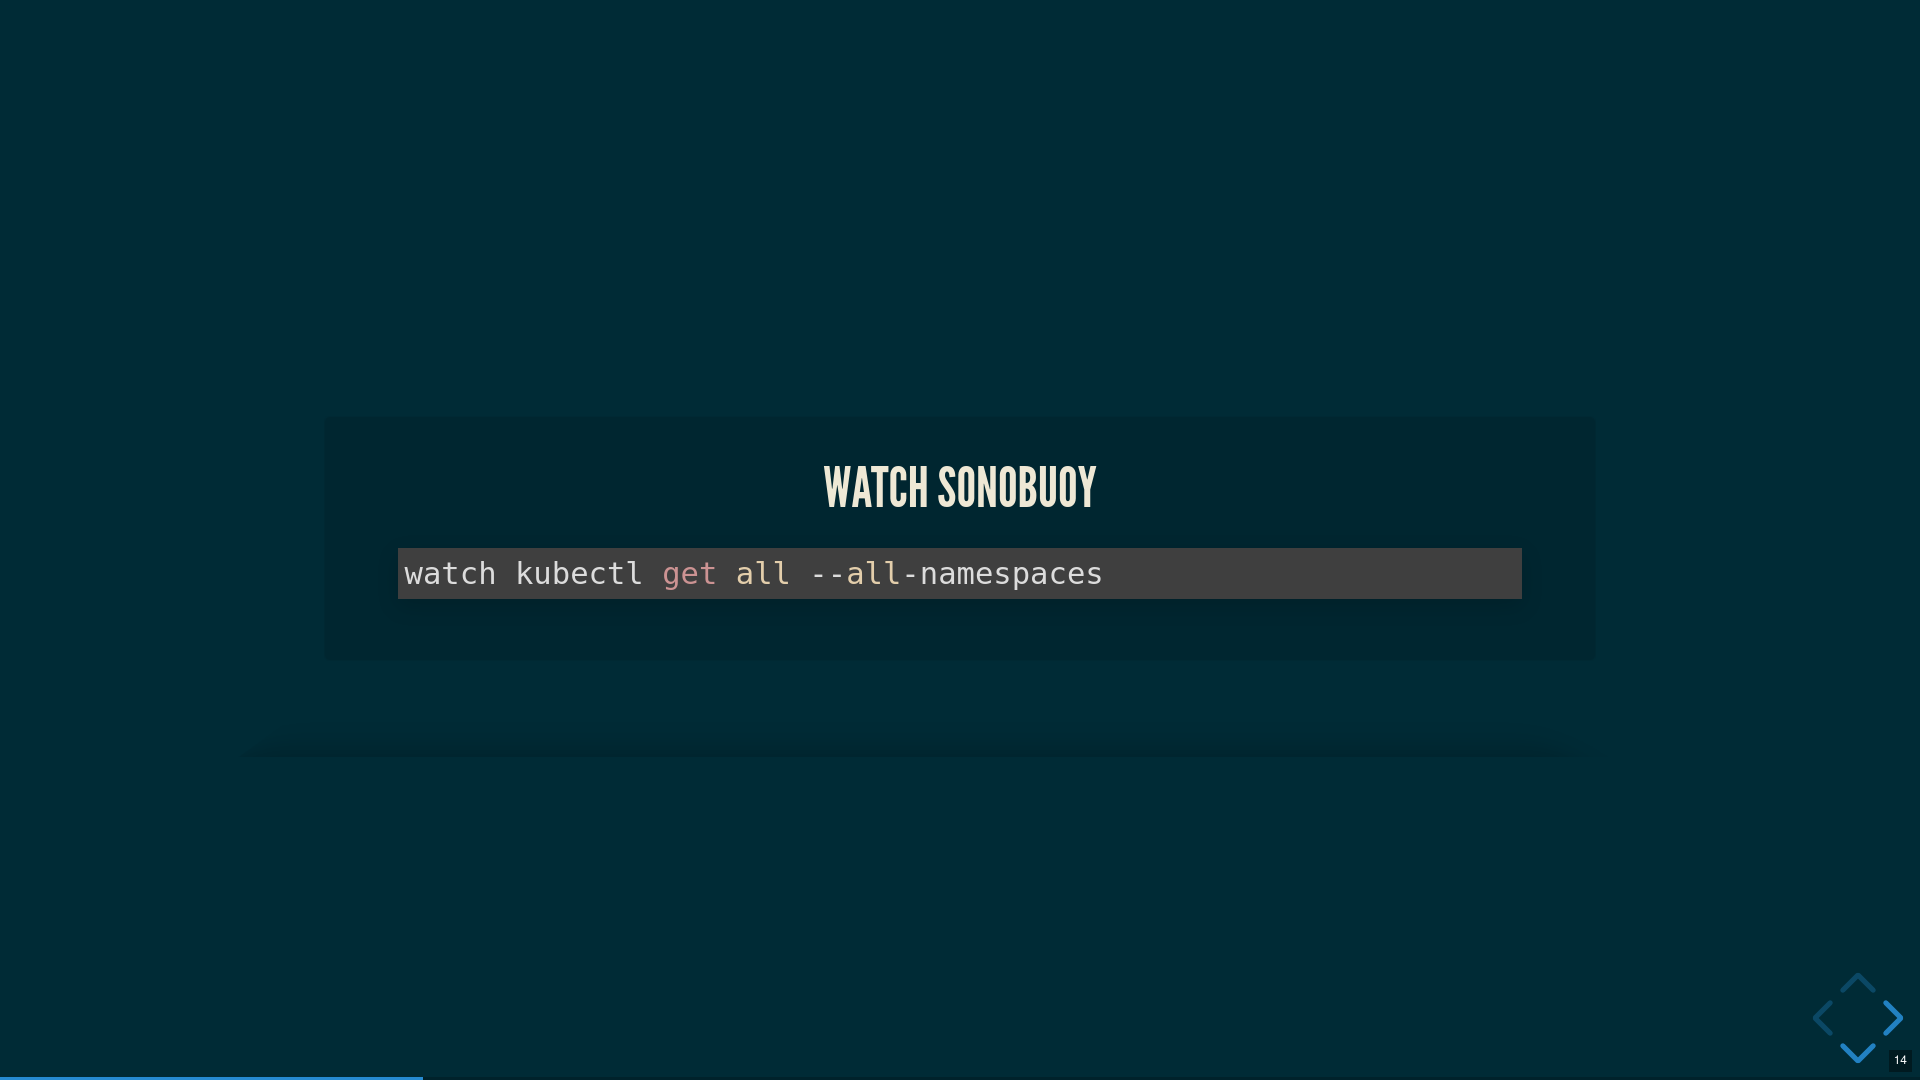 WATCH SONOBUOY
watch kubectl get all --all-namespaces
14